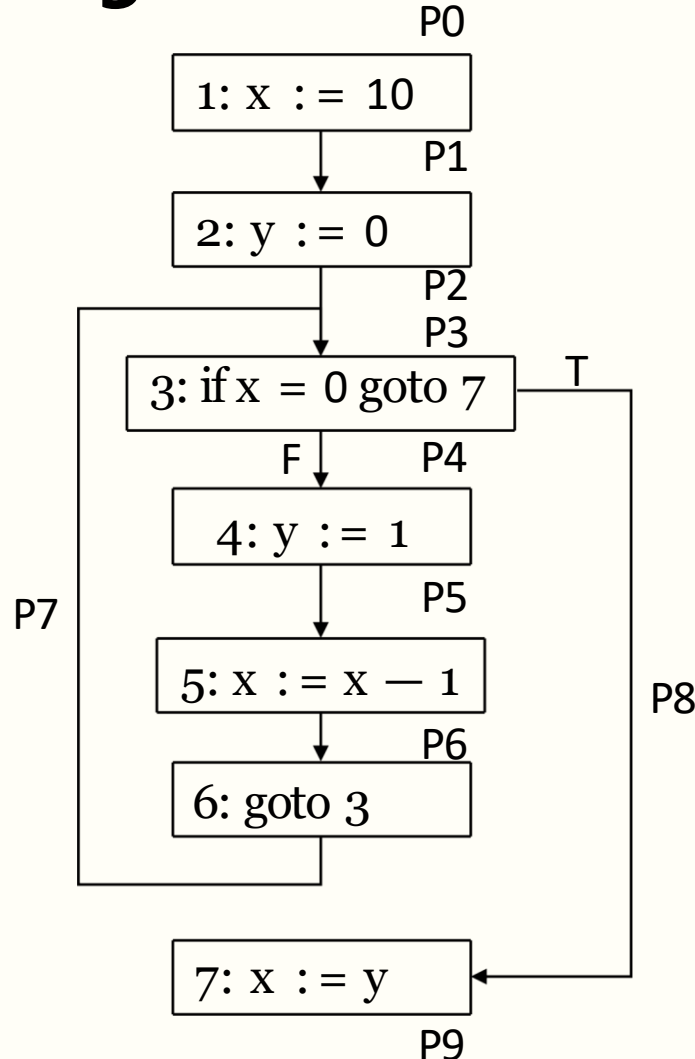 P0
1: x := 10
P1
2: y := 0
P2
P3
3: if x = 0 goto 7
T
F
P4
4: y := 1
P5
P7
5: x := x – 1
P8
P6
6: goto 3
7: x := y
P9